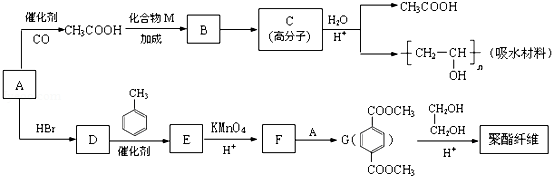 催化剂 CO CH₃COOH 化合物 M 加成 B C (高分子) H₂O H⁺ CH₃COOH
[CH₂—CH]n OH (吸水材料)
A
HBr D CH₃ 催化剂 E KMnO₄ H⁺ F A G( COOCH₃ COOCH₃ ) CH₂OH CH₂OH H⁺ 聚酯纤维